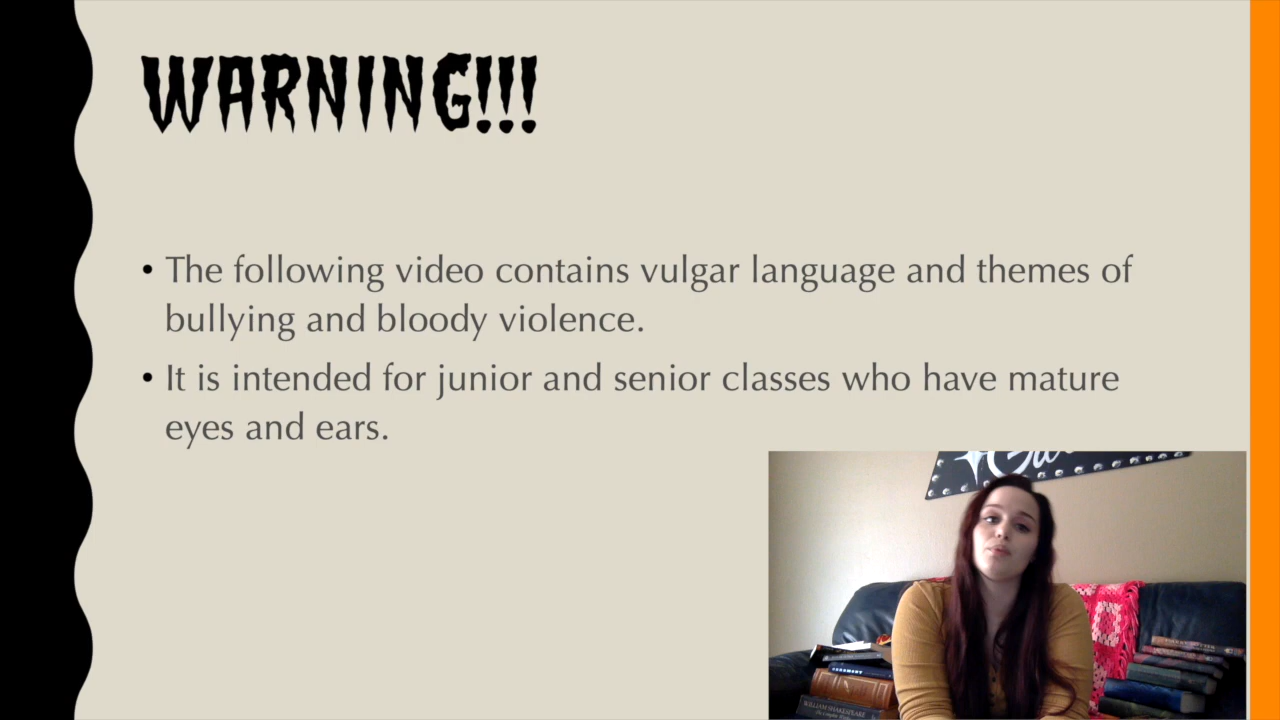 WARNING!!!
• The following video contains vulgar language and themes of
bullying and bloody violence.
• It is intended for junior and senior classes who have mature
eyes and ears.
WILLIAM SHAKESPEARE